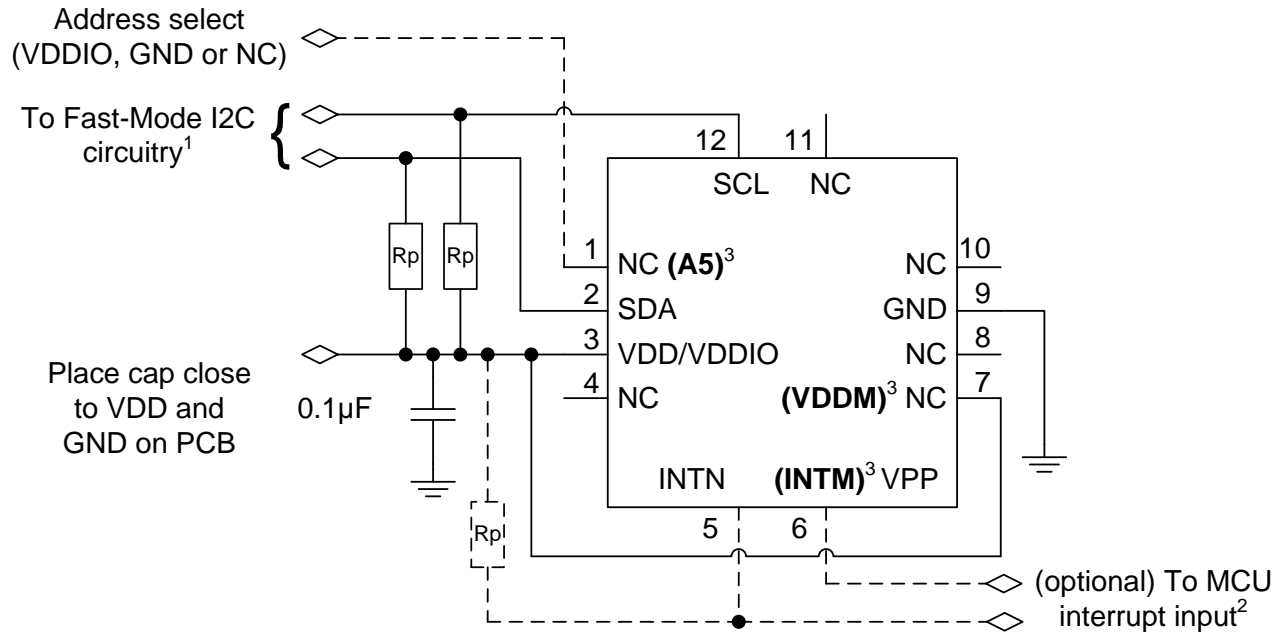 Address select
(VDDIO, GND or NC)
To Fast-Mode I2C
circuitry¹
{
12
11
SCL
NC
Rp
Rp
1
NC (A5)³
2
SDA
3
VDD/VDDIO
4
NC
NC
10
GND
9
NC
8
(VDDM)³ NC
7
Place cap close
to VDD and
GND on PCB
0.1µF
INTN
(INTM)³ VPP
5
6
Rp
(optional) To MCU
interrupt input²